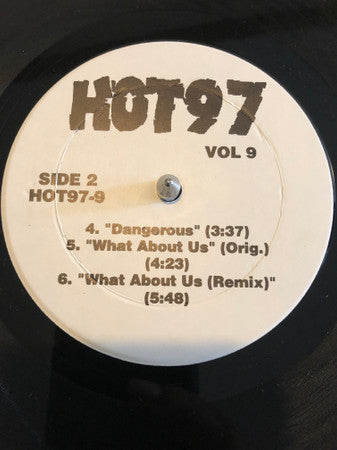 HOT97
VOL 9
SIDE 2
HOT97-9
4. "Dangerous" (3:37)
5. "What About Us" (Orig.)
(4:23)
6. "What About Us (Remix)"
(5:48)